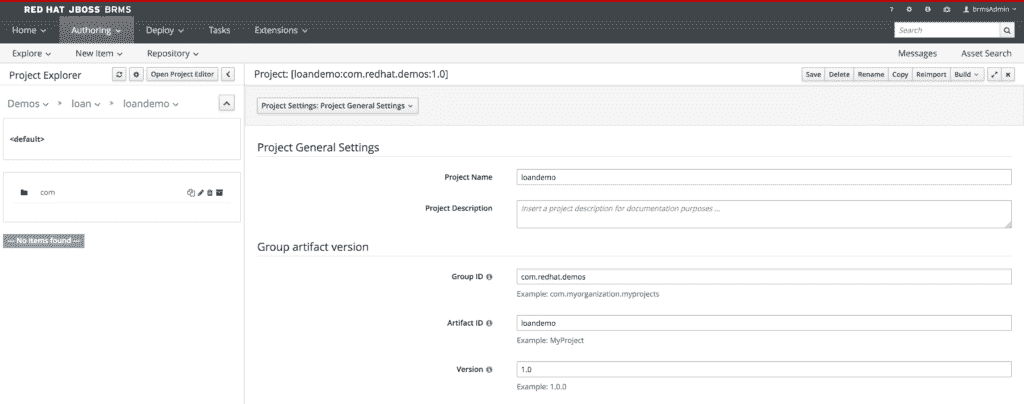 RED HAT JBOSS BRMS
? brmsAdmin
Home Authoring Deploy Tasks Extensions Search
Explore New Item Repository Messages Asset Search
Project Explorer Open Project Editor Project: [loandemo:com.redhat.demos:1.0] Save Delete Rename Copy Reimport Build
Demos > loan > loandemo
Project Settings: Project General Settings
<default>
Project General Settings
Project Name loandemo
com
Project Description Insert a project description for documentation purposes ...
--- No items found ---
Group artifact version
Group ID com.redhat.demos
Example: com.myorganization.myprojects
Artifact ID loandemo
Example: MyProject
Version 1.0
Example: 1.0.0